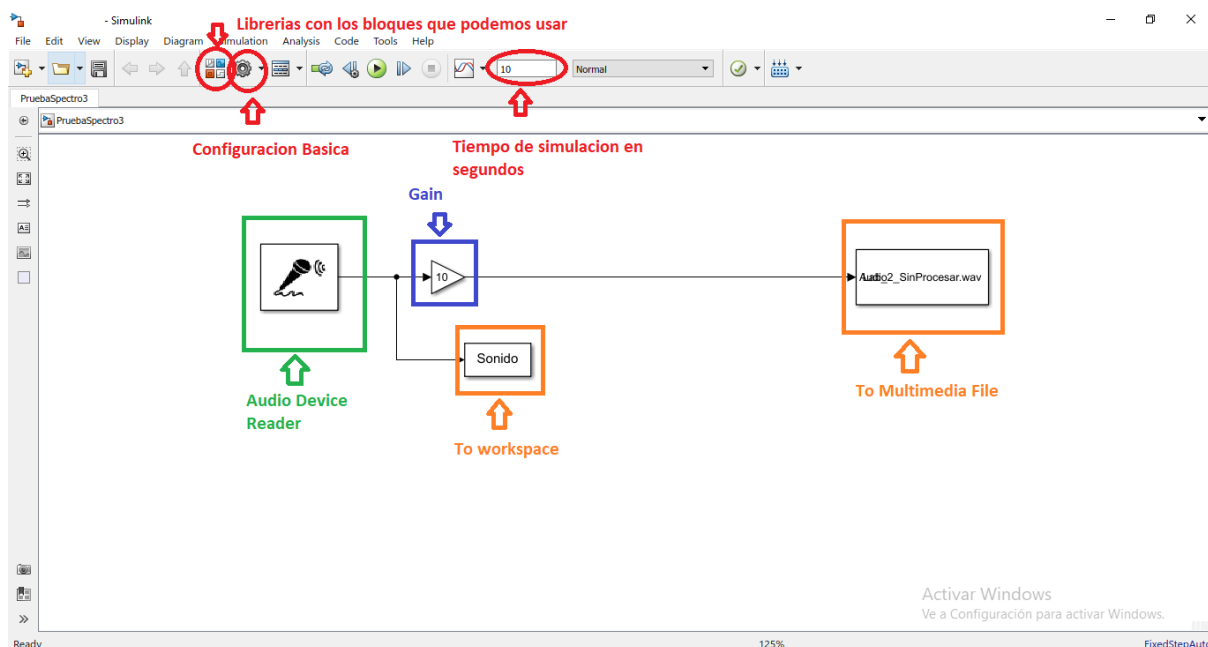 - Simulink
Librerias con los bloques que podemos usar
File Edit View Display Diagram Simulation Analysis Code Tools Help
10 Normal
PruebaSpectro3
PruebaSpectro3
Configuracion Basica
Tiempo de simulacion en
segundos
Gain
10
Audio2_SinProcesar.wav
Sonido
Audio Device
Reader
To workspace
To Multimedia File
Activar Windows
Ve a Configuración para activar Windows.
Ready 125% FixedStepAuto